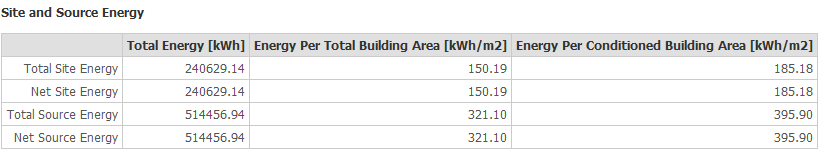 Site and Source Energy
Total Energy [kWh] Energy Per Total Building Area [kWh/m2] Energy Per Conditioned Building Area [kWh/m2]
Total Site Energy 240629.14 150.19 185.18
Net Site Energy 240629.14 150.19 185.18
Total Source Energy 514456.94 321.10 395.90
Net Source Energy 514456.94 321.10 395.90